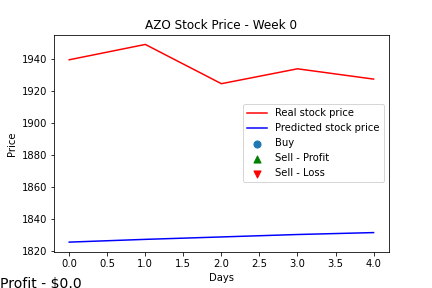 AZO Stock Price - Week 0
Price
1940
1920
1900
1880
1860
1840
1820
Real stock price
Predicted stock price
Buy
Sell - Profit
Sell - Loss
0.0 0.5 1.0 1.5 2.0 2.5 3.0 3.5 4.0
Days
Profit - $0.0